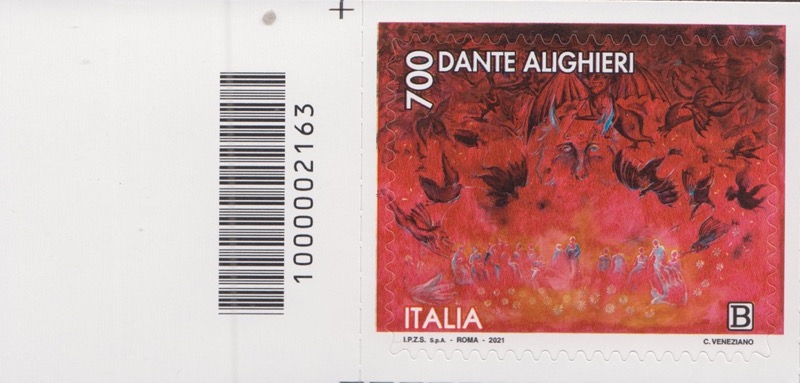 1000002163
700 DANTE ALIGHIERI
ITALIA B
I.P.Z.S. S.p.A. - ROMA - 2021 C. VENEZIANO